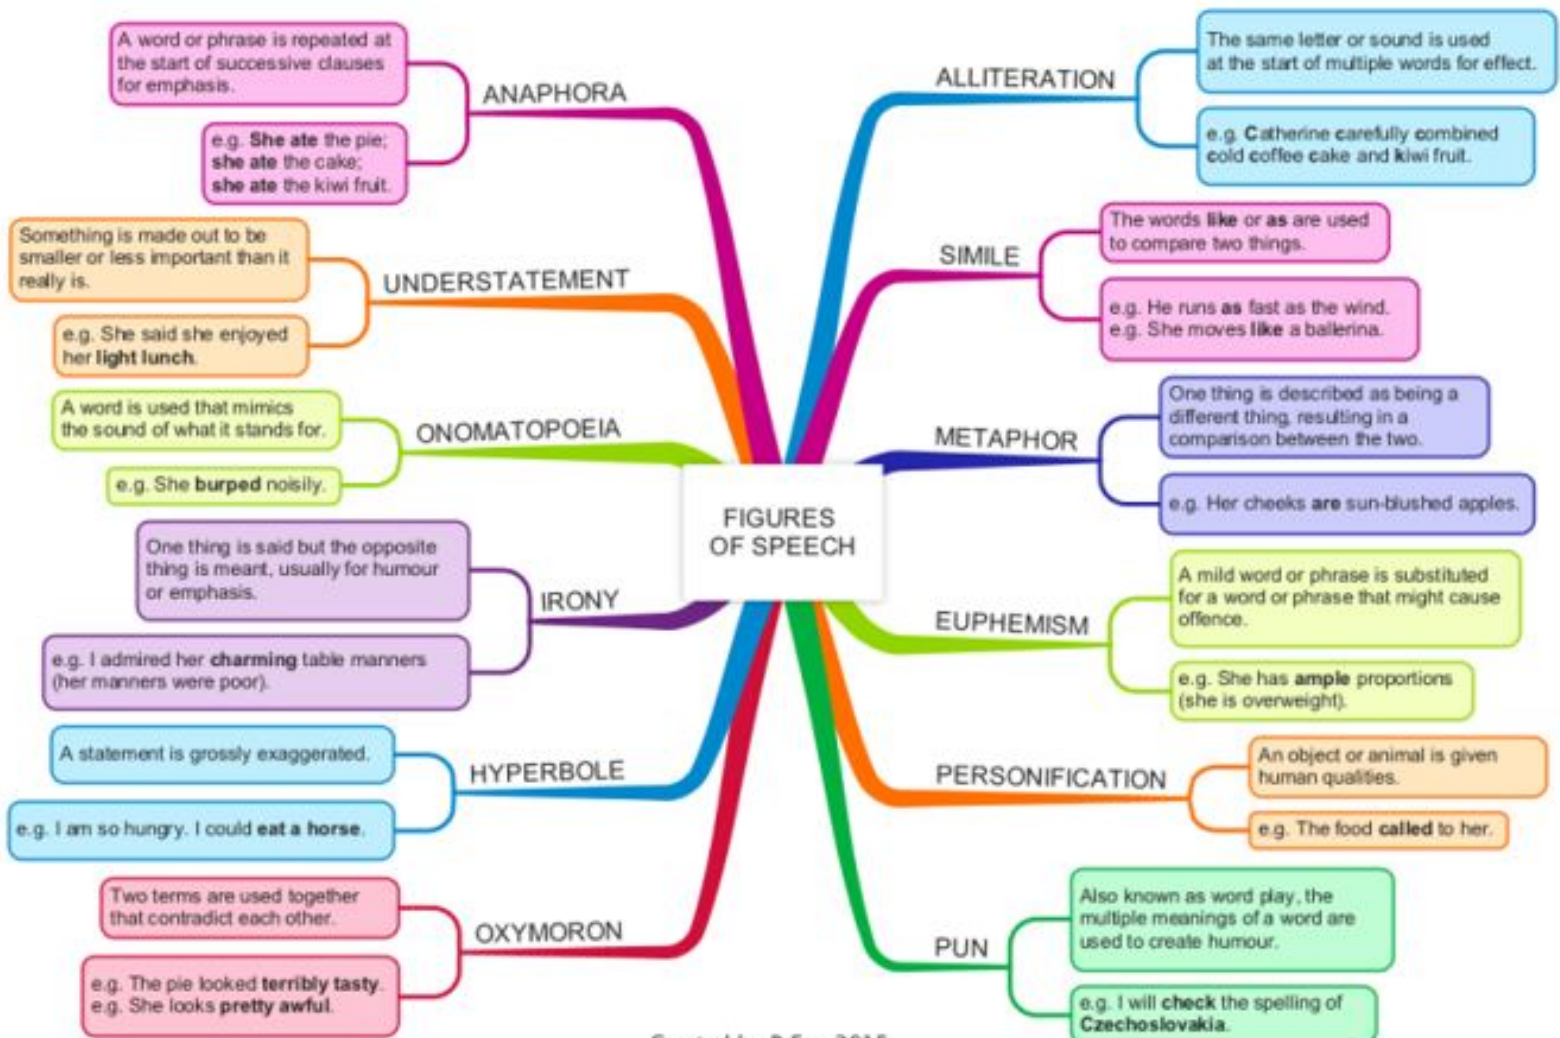 ANAPHORA
A word or phrase is repeated at
the start of successive clauses
for emphasis.
e.g. She ate the pie;
she ate the cake;
she ate the kiwi fruit.
UNDERSTATEMENT
Something is made out to be
smaller or less important than it
really is.
e.g. She said she enjoyed
her light lunch.
ONOMATOPOEIA
A word is used that mimics
the sound of what it stands for.
e.g. She burped noisily.
IRONY
One thing is said but the opposite
thing is meant, usually for humour
or emphasis.
e.g. I admired her charming table manners
(her manners were poor).
HYPERBOLE
A statement is grossly exaggerated.
e.g. I am so hungry. I could eat a horse.
OXYMORON
Two terms are used together
that contradict each other.
e.g. The pie looked terribly tasty.
e.g. She looks pretty awful.
FIGURES
OF SPEECH
ALLITERATION
The same letter or sound is used
at the start of multiple words for effect.
e.g. Catherine carefully combined
cold coffee cake and kiwi fruit.
SIMILE
The words like or as are used
to compare two things.
e.g. He runs as fast as the wind.
e.g. She moves like a ballerina.
METAPHOR
One thing is described as being a
different thing, resulting in a
comparison between the two.
e.g. Her cheeks are sun-blushed apples.
EUPHEMISM
A mild word or phrase is substituted
for a word or phrase that might cause
offence.
e.g. She has ample proportions
(she is overweight).
PERSONIFICATION
An object or animal is given
human qualities.
e.g. The food called to her.
PUN
Also known as word play, the
multiple meanings of a word are
used to create humour.
e.g. I will check the spelling of
Czechoslovakia.